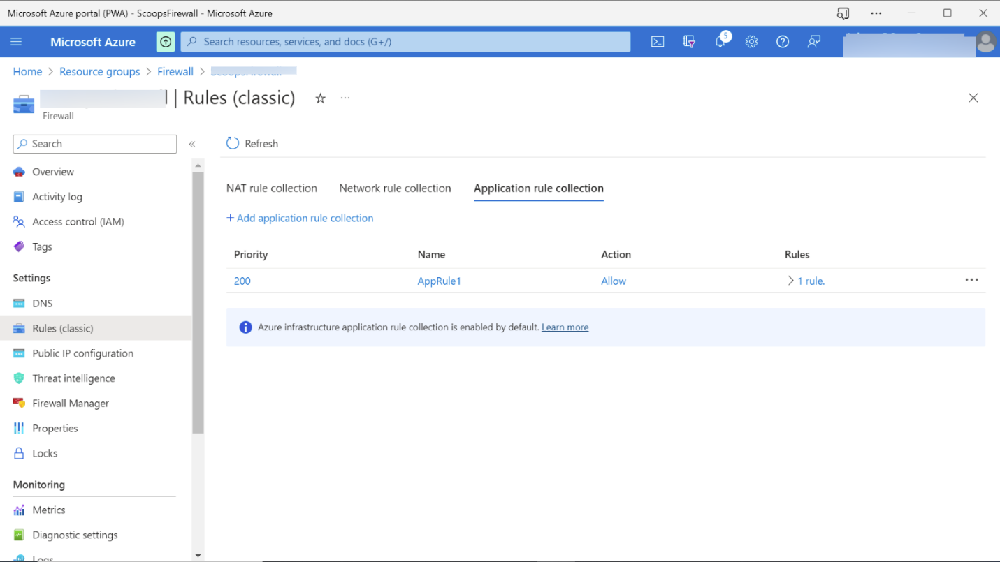 Microsoft Azure portal (PWA) - ScoopsFirewall - Microsoft Azure
Microsoft Azure
Search resources, services, and docs (G+/)
5
Home > Resource groups > Firewall >
| Rules (classic)
Firewall
Search
«
Refresh
Overview
Activity log
Access control (IAM)
Tags
Settings
DNS
Rules (classic)
Public IP configuration
Threat intelligence
Firewall Manager
Properties
Locks
Monitoring
Metrics
Diagnostic settings
Logs
NAT rule collection
Network rule collection
Application rule collection
+ Add application rule collection
Priority Name Action Rules
200 AppRule1 Allow > 1 rule.
Azure infrastructure application rule collection is enabled by default. Learn more